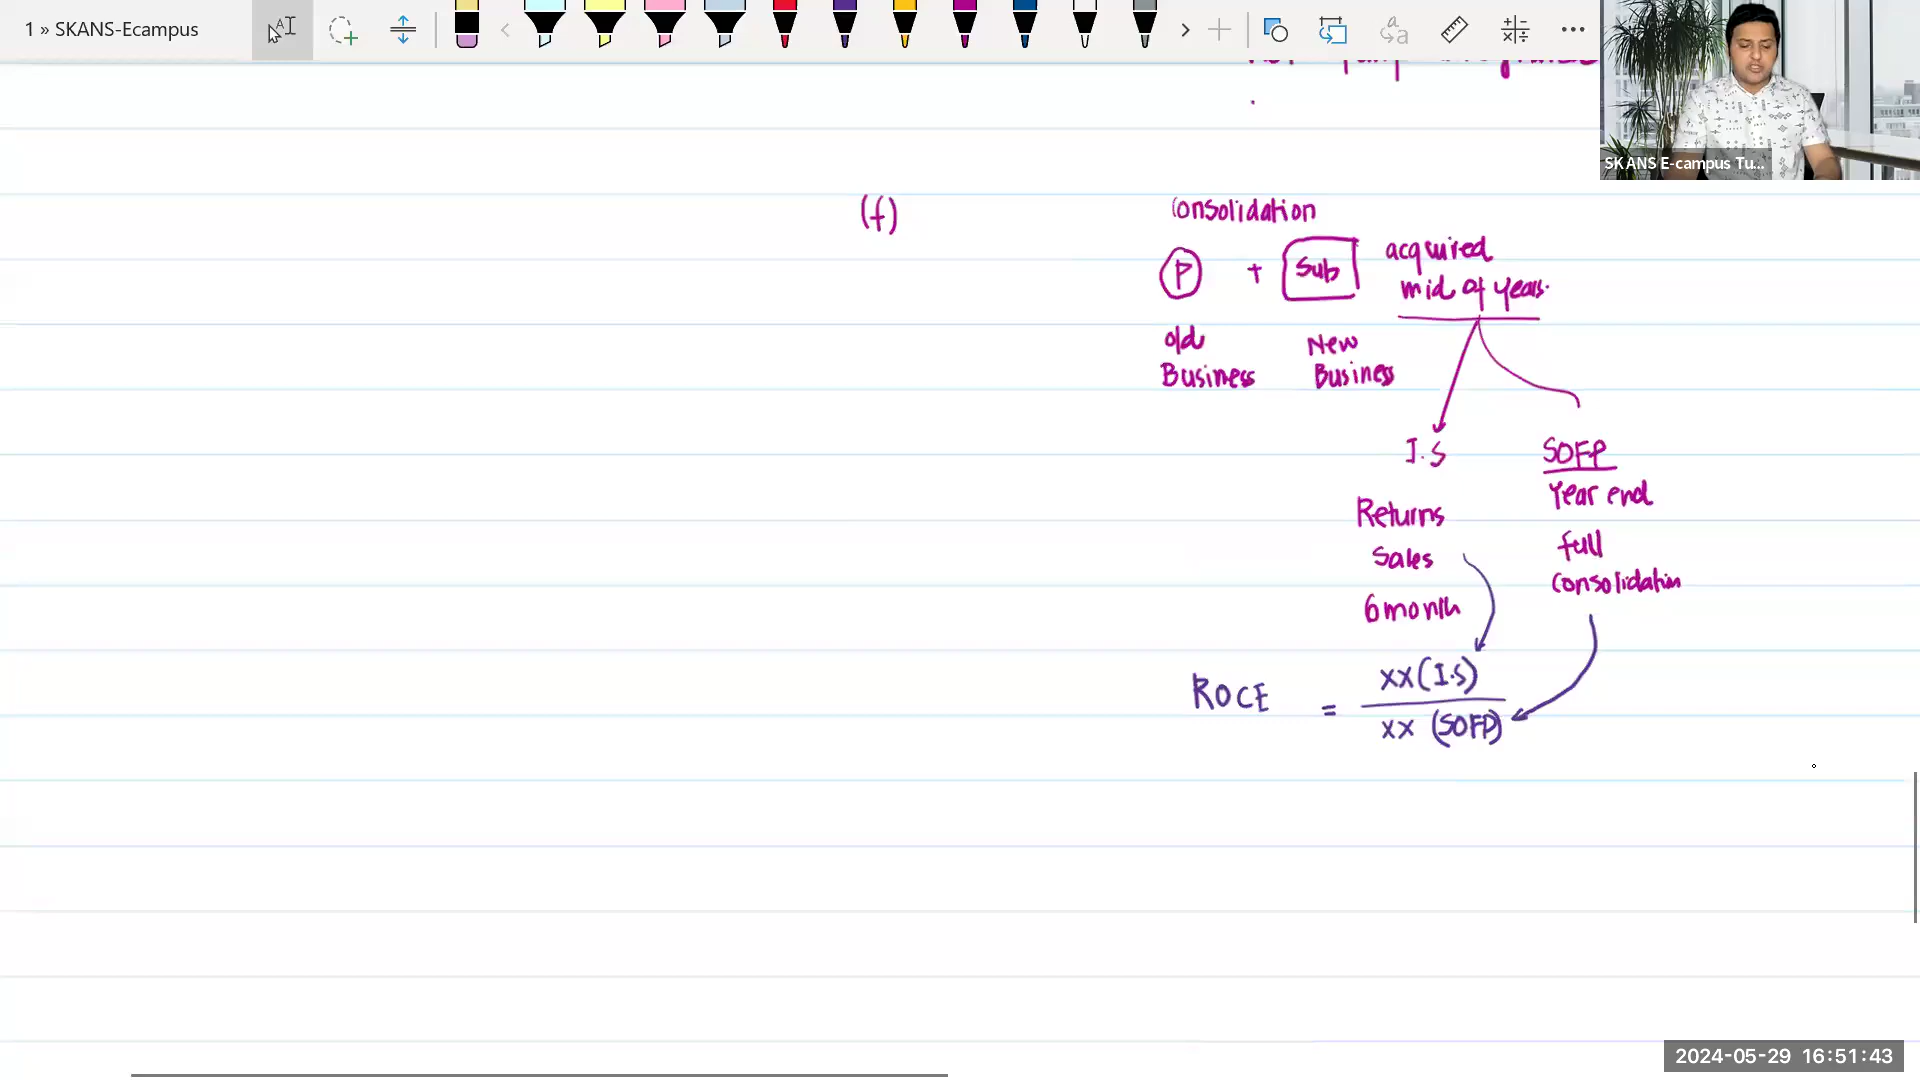 1 » SKANS-Ecampus
SKANS E-campus Tu...
(f)
Consolidation
P + Sub
acquired
mid of years.
old
Business
New
Business
I.S
SOFP
Year end
Returns
Sales
6 month
full
Consolidation
ROCE = xx (I.S)
xx (SOFP)
2024-05-29 16:51:43